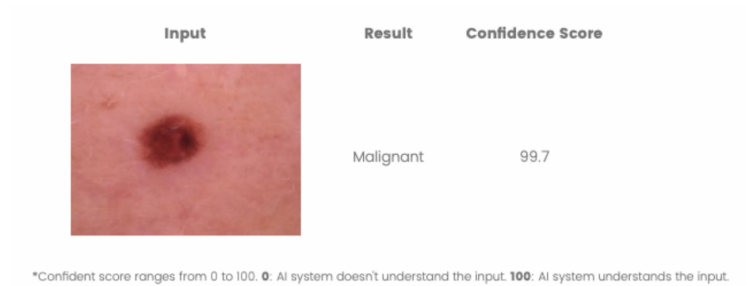 Input Result Confidence Score
Malignant 99.7
*Confident score ranges from 0 to 100. 0: AI system doesn't understand the input. 100: AI system understands the input.